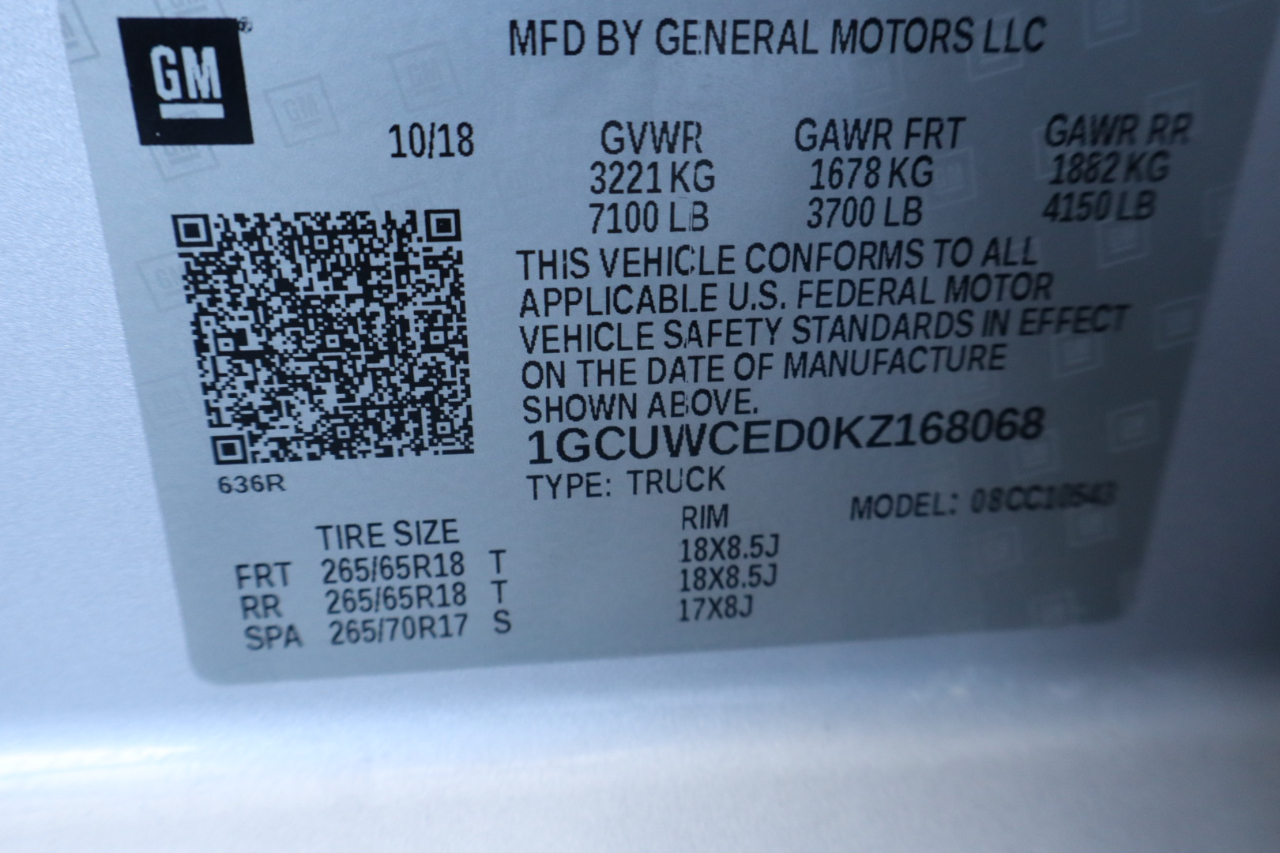 GM
MFD BY GENERAL MOTORS LLC
10/18 GVWR GAWR FRT GAWR RR
3221 KG 1678 KG 1882 KG
7100 LB 3700 LB 4150 LB
THIS VEHICLE CONFORMS TO ALL
APPLICABLE U.S. FEDERAL MOTOR
VEHICLE SAFETY STANDARDS IN EFFECT
ON THE DATE OF MANUFACTURE
SHOWN ABOVE.
1GCUWCED0KZ168068
636R
TYPE: TRUCK
MODEL: 08CC10543
TIRE SIZE RIM
FRT 265/65R18 T 18X8.5J
RR 265/65R18 T 18X8.5J
SPA 265/70R17 S 17X8J